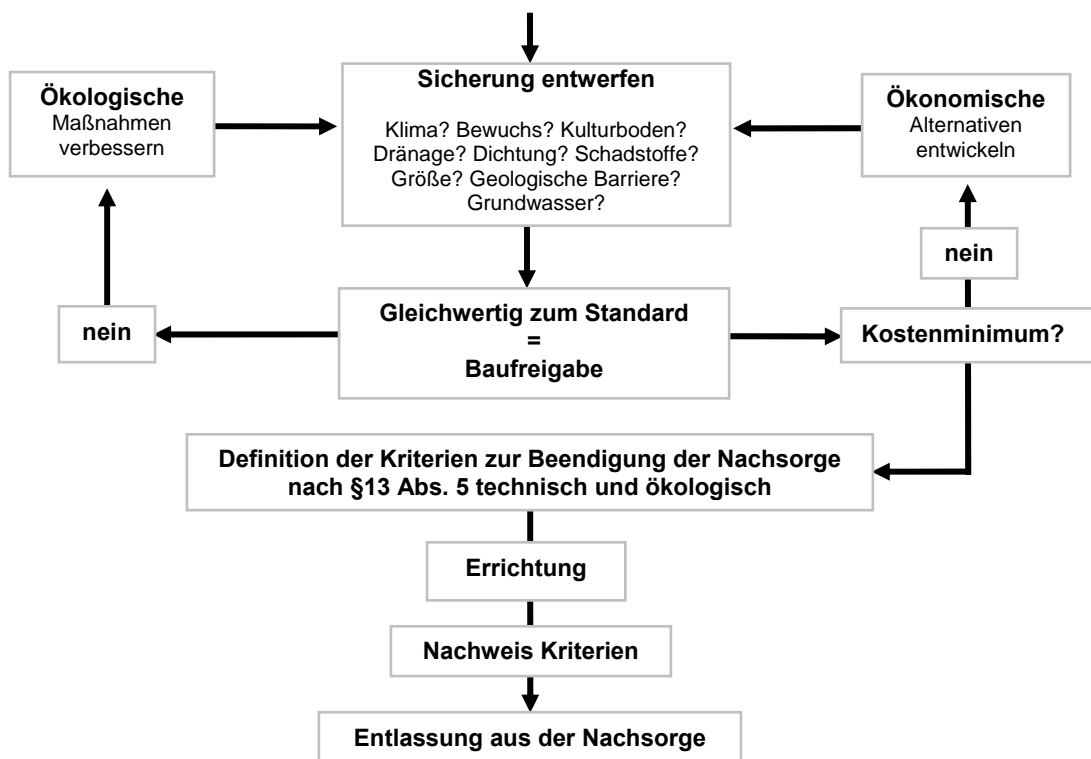 Sicherung entwerfen
Klima? Bewuchs? Kulturboden?
Dränage? Dichtung? Schadstoffe?
Größe? Geologische Barriere?
Grundwasser?
Ökologische
Maßnahmen
verbessern
Ökonomische
Alternativen
entwickeln
nein
nein
Gleichwertig zum Standard
=
Baufreigabe
Kostenminimum?
Definition der Kriterien zur Beendigung der Nachsorge
nach §13 Abs. 5 technisch und ökologisch
Errichtung
Nachweis Kriterien
Entlassung aus der Nachsorge